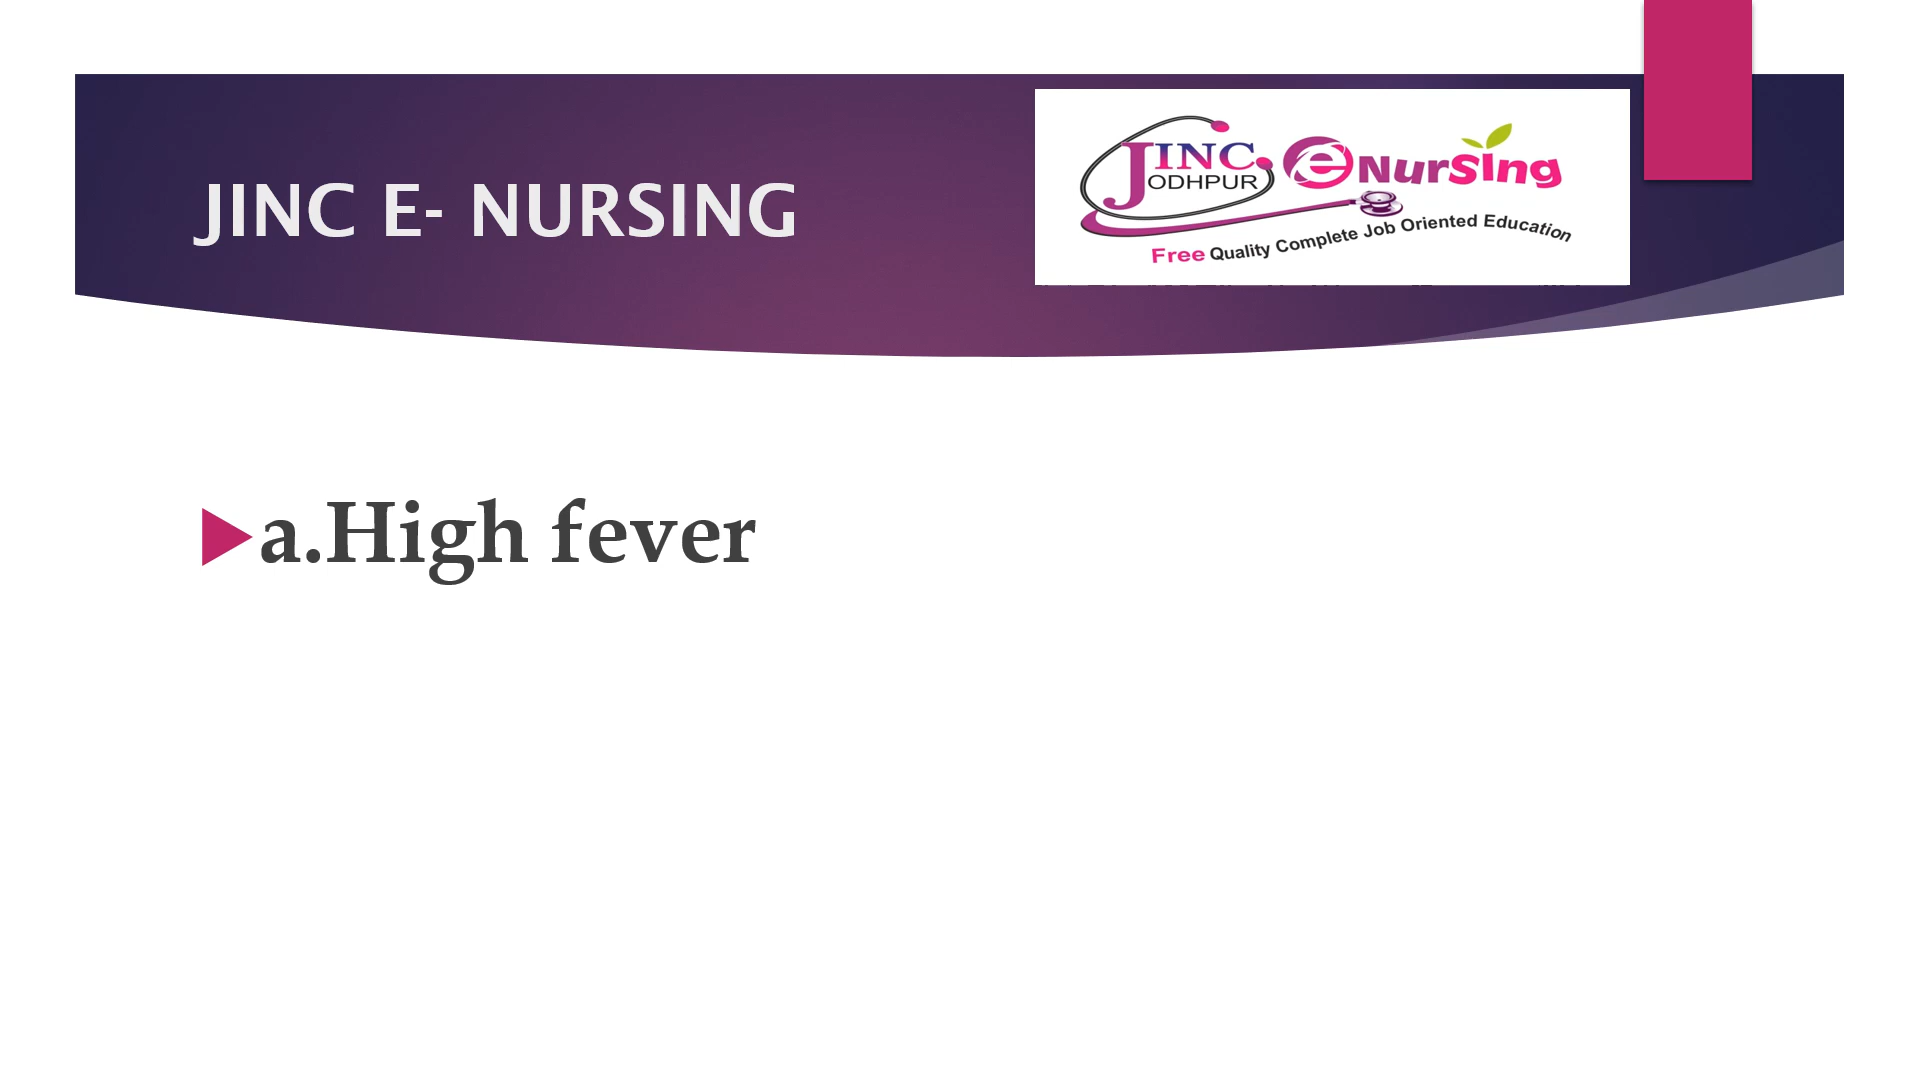 JINC E- NURSING
JINC
ODHPUR
eNursing
Free Quality Complete Job Oriented Education
a.High fever